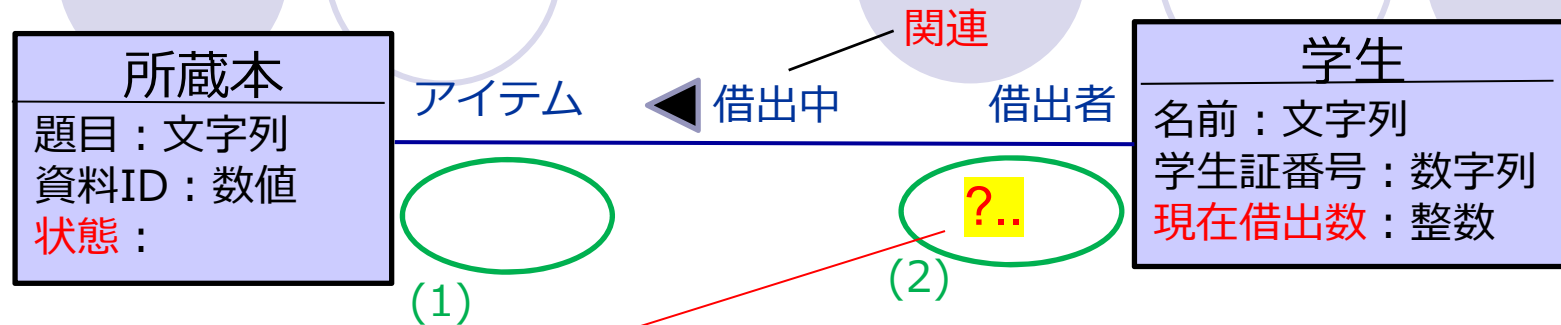 関連
所蔵本
題目：文字列
資料ID：数値
状態：
アイテム
借出中
借出者
学生
名前：文字列
学生証番号：数字列
現在借出数：整数
?..
(1)
(2)